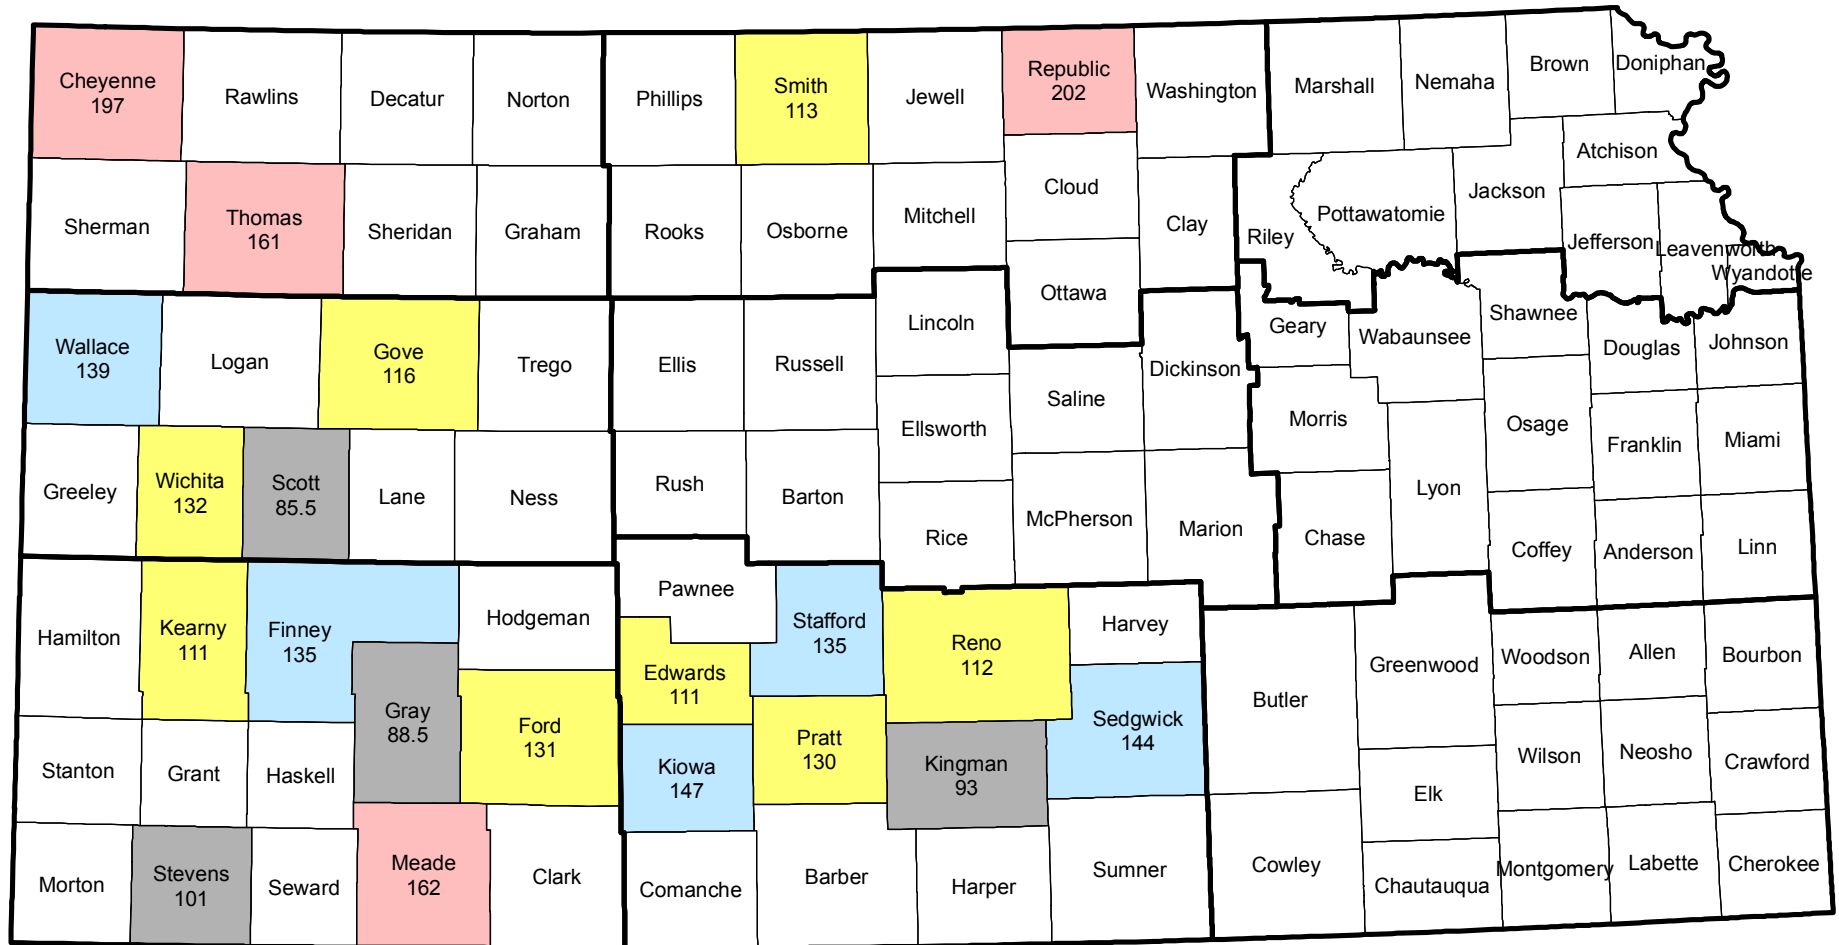 Cheyenne
197
Rawlins
Decatur
Norton
Phillips
Smith
113
Jewell
Republic
202
Washington
Marshall
Nemaha
Brown
Doniphan
Sherman
Thomas
161
Sheridan
Graham
Rooks
Osborne
Mitchell
Cloud
Clay
Riley
Pottawatomie
Jackson
Atchison
Jefferson
Leavenworth
Wyandotte
Wallace
139
Logan
Gove
116
Trego
Ellis
Russell
Lincoln
Ottawa
Dickinson
Geary
Wabaunsee
Shawnee
Douglas
Johnson
Greeley
Wichita
132
Scott
85.5
Lane
Ness
Rush
Barton
Ellsworth
Saline
Morris
Osage
Franklin
Miami
Rice
McPherson
Marion
Chase
Lyon
Coffey
Anderson
Linn
Hamilton
Kearny
111
Finney
135
Hodgeman
Pawnee
Edwards
111
Stafford
135
Reno
112
Harvey
Butler
Greenwood
Woodson
Allen
Bourbon
Stanton
Grant
Haskell
Gray
88.5
Ford
131
Kiowa
147
Pratt
130
Kingman
93
Sedgwick
144
Elk
Wilson
Neosho
Crawford
Morton
Stevens
101
Seward
Meade
162
Clark
Comanche
Barber
Harper
Sumner
Cowley
Chautauqua
Montgomery
Labette
Cherokee